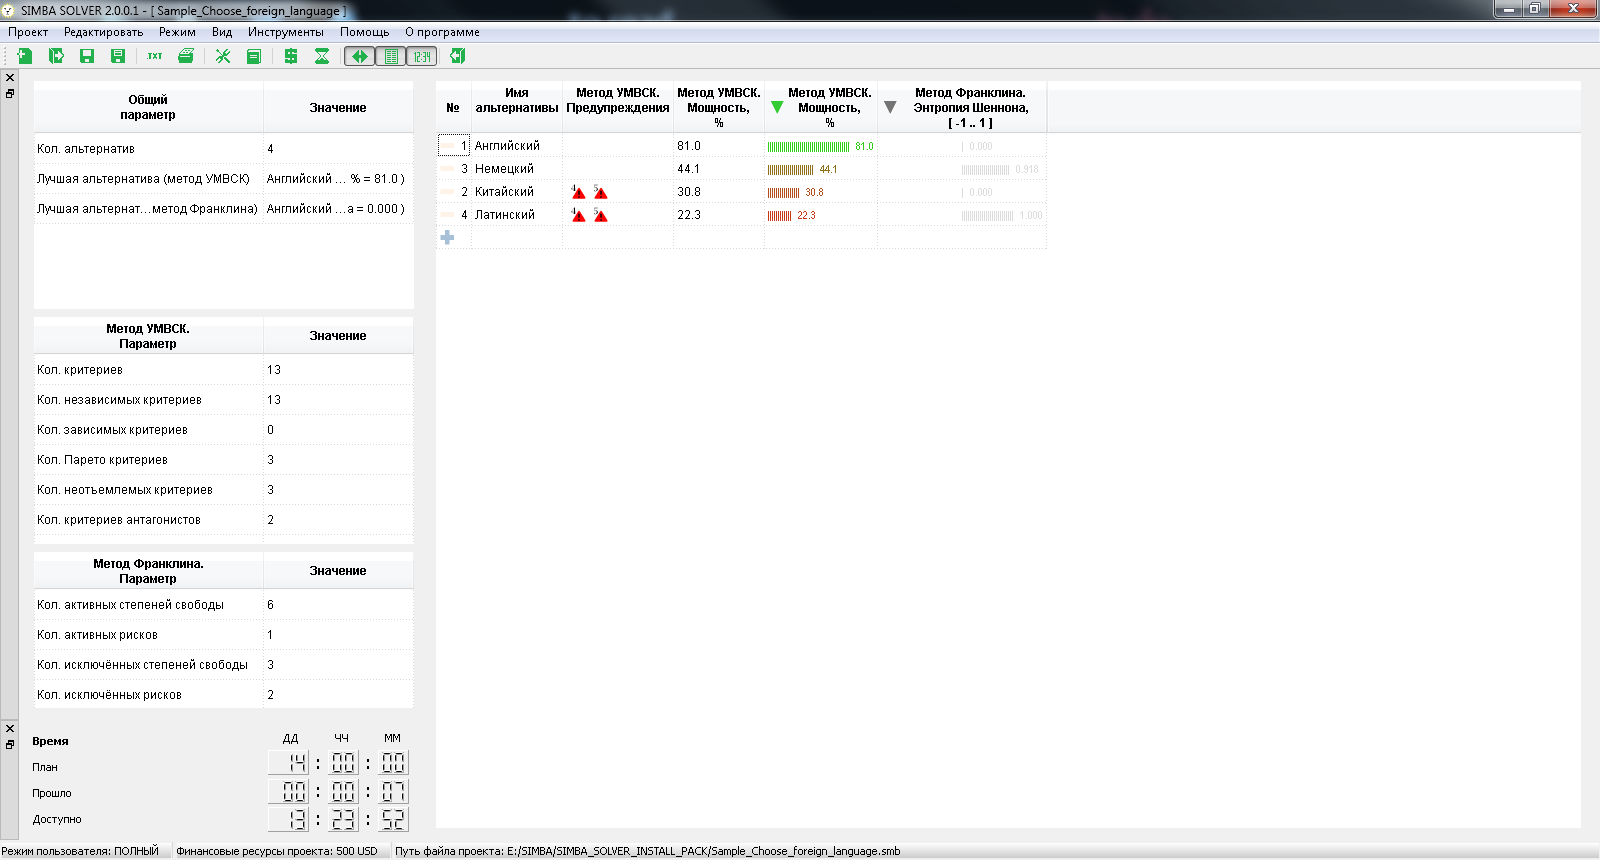 SIMBA SOLVER 2.0.0.1 - [ Sample_Choose_foreign_language ]
Проект Редактировать Режим Вид Инструменты Помощь О программе
.TXT 12:34
Общий параметр Значение
Кол. альтернатив 4
Лучшая альтернатива (метод УМВСК) Английский ... % = 81.0 )
Лучшая альтернат...метод Франклина) Английский ...а = 0.000 )
Метод УМВСК. Параметр Значение
Кол. критериев 13
Кол. независимых критериев 13
Кол. зависимых критериев 0
Кол. Парето критериев 3
Кол. неотъемлемых критериев 3
Кол. критериев антагонистов 2
Метод Франклина. Параметр Значение
Кол. активных степеней свободы 6
Кол. активных рисков 1
Кол. исключённых степеней свободы 3
Кол. исключённых рисков 2
Время ДД ЧЧ ММ
План 14 : 00 : 00
Прошло 00 : 00 : 07
Доступно 13 : 23 : 52
№ Имя альтернативы Метод УМВСК. Предупреждения Метод УМВСК. Мощность, % Метод УМВСК. Мощность, % Метод Франклина. Энтропия Шеннона, [ -1 .. 1 ]
1 Английский 81.0 81.0 0.000
3 Немецкий 44.1 44.1 0.918
2 Китайский 4 5 30.8 30.8 0.000
4 Латинский 4 5 22.3 22.3 1.000
Режим пользователя: ПОЛНЫЙ Финансовые ресурсы проекта: 500 USD Путь файла проекта: E:/SIMBA/SIMBA_SOLVER_INSTALL_PACK/Sample_Choose_foreign_language.smb